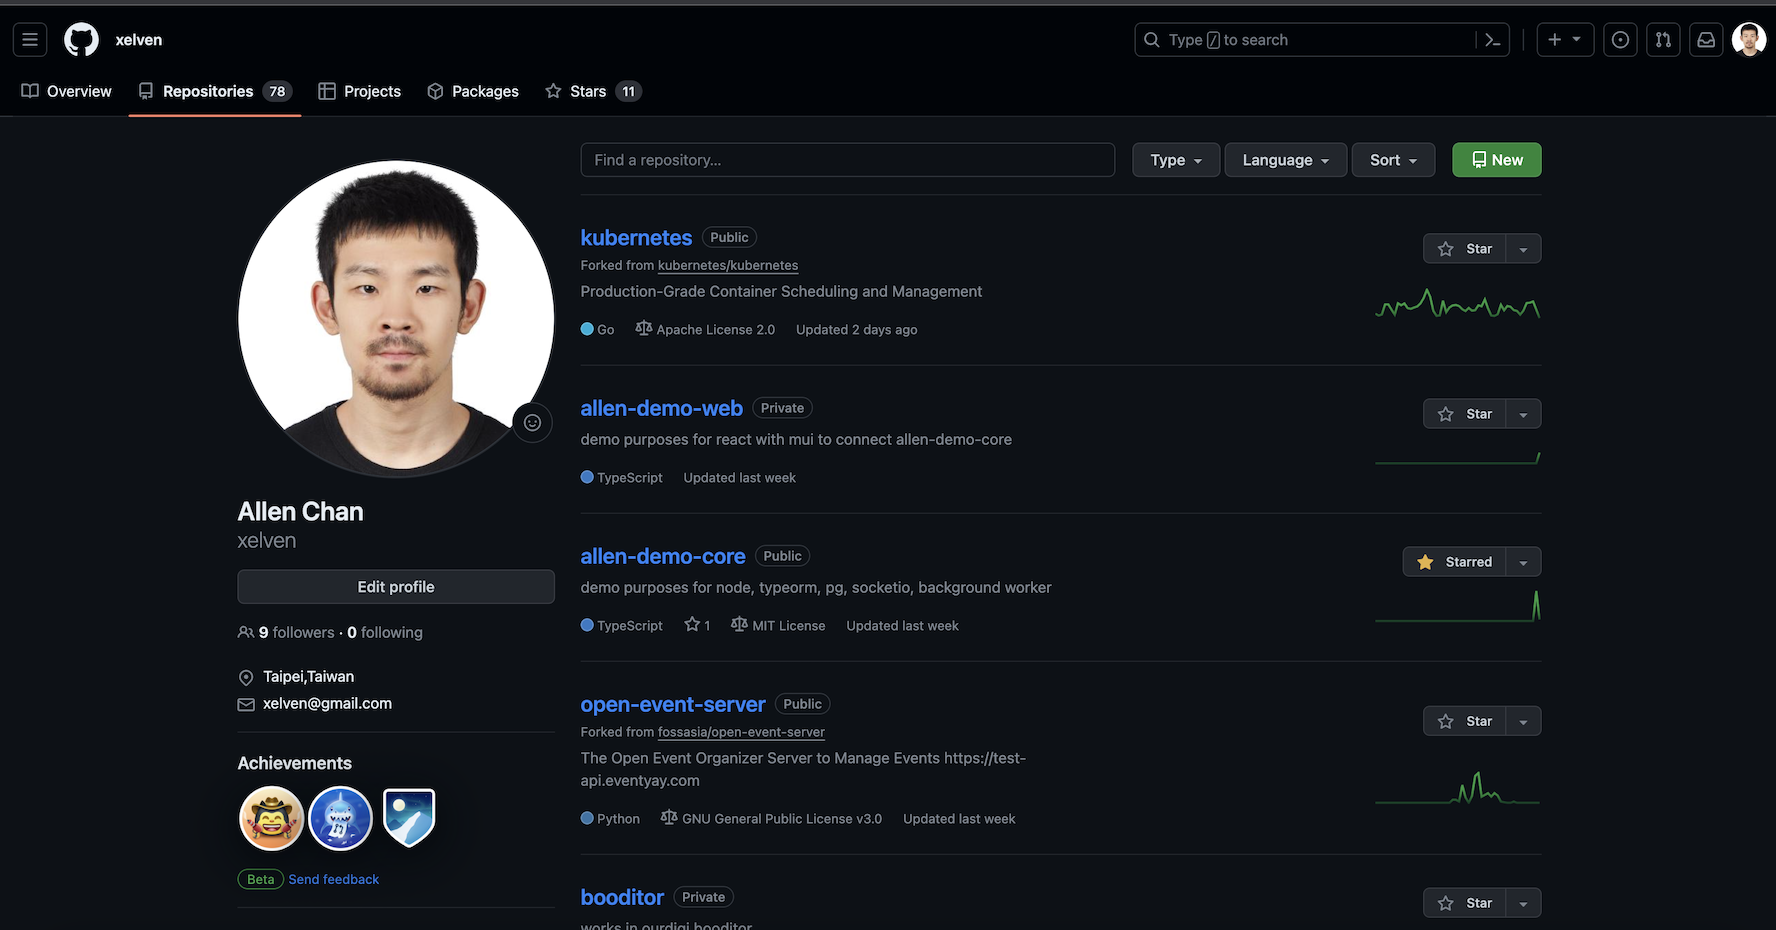 xelven
Type / to search
Overview
Repositories 78
Projects
Packages
Stars 11
Find a repository...
Type
Language
Sort
New
Allen Chan
xelven
Edit profile
9 followers · 0 following
Taipei,Taiwan
xelven@gmail.com
Achievements
Beta Send feedback
kubernetes Public
Star
Forked from kubernetes/kubernetes
Production-Grade Container Scheduling and Management
Go Apache License 2.0 Updated 2 days ago
allen-demo-web Private
Star
demo purposes for react with mui to connect allen-demo-core
TypeScript Updated last week
allen-demo-core Public
Starred
demo purposes for node, typeorm, pg, socketio, background worker
TypeScript 1 MIT License Updated last week
open-event-server Public
Star
Forked from fossasia/open-event-server
The Open Event Organizer Server to Manage Events https://test-
api.eventyay.com
Python GNU General Public License v3.0 Updated last week
booditor Private
Star
works in ourdigi booditor